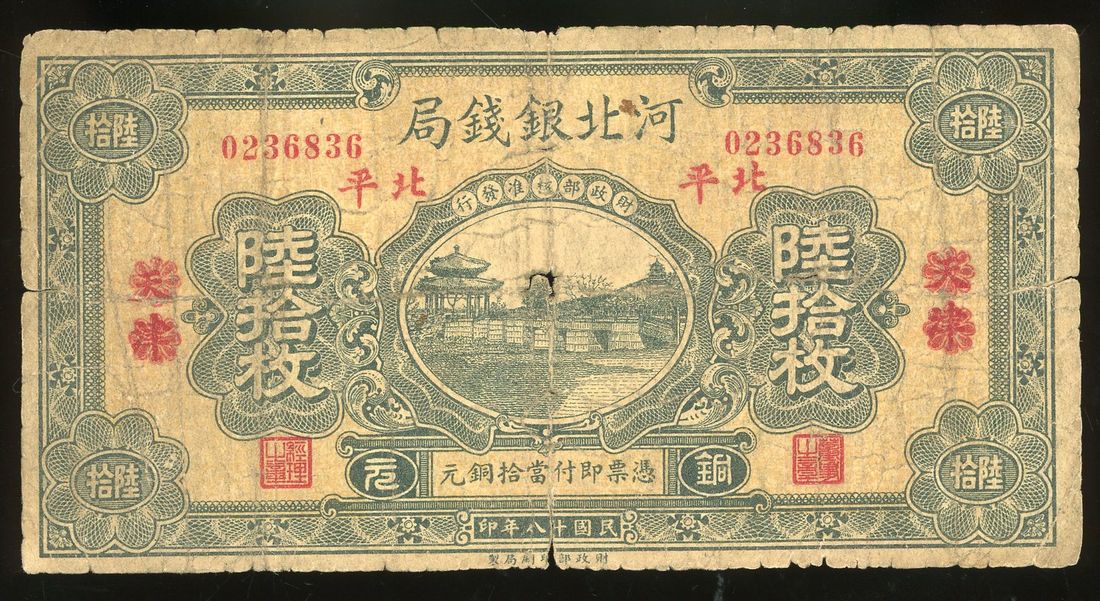 河北銀錢局
0236836
0236836
北平
北平
財政部核准發行
陸拾
陸拾
陸拾枚
陸拾枚
憑票即付當拾銅元
銅
元
陸拾
陸拾
民國十八年印
財政部印刷局製